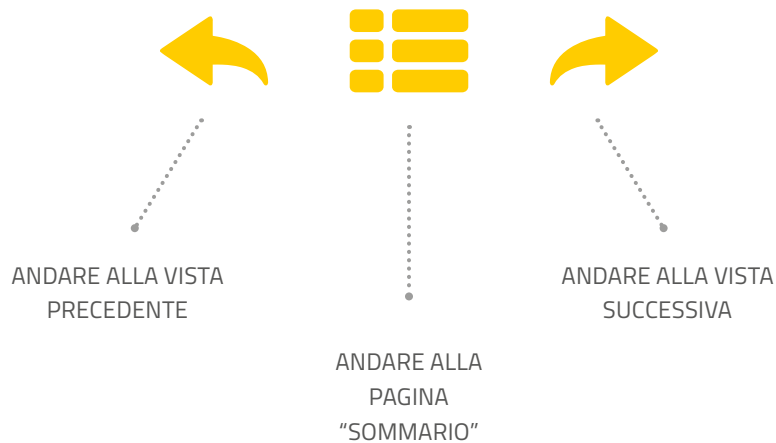 ANDARE ALLA VISTA
PRECEDENTE
ANDARE ALLA
PAGINA
“SOMMARIO”
ANDARE ALLA VISTA
SUCCESSIVA